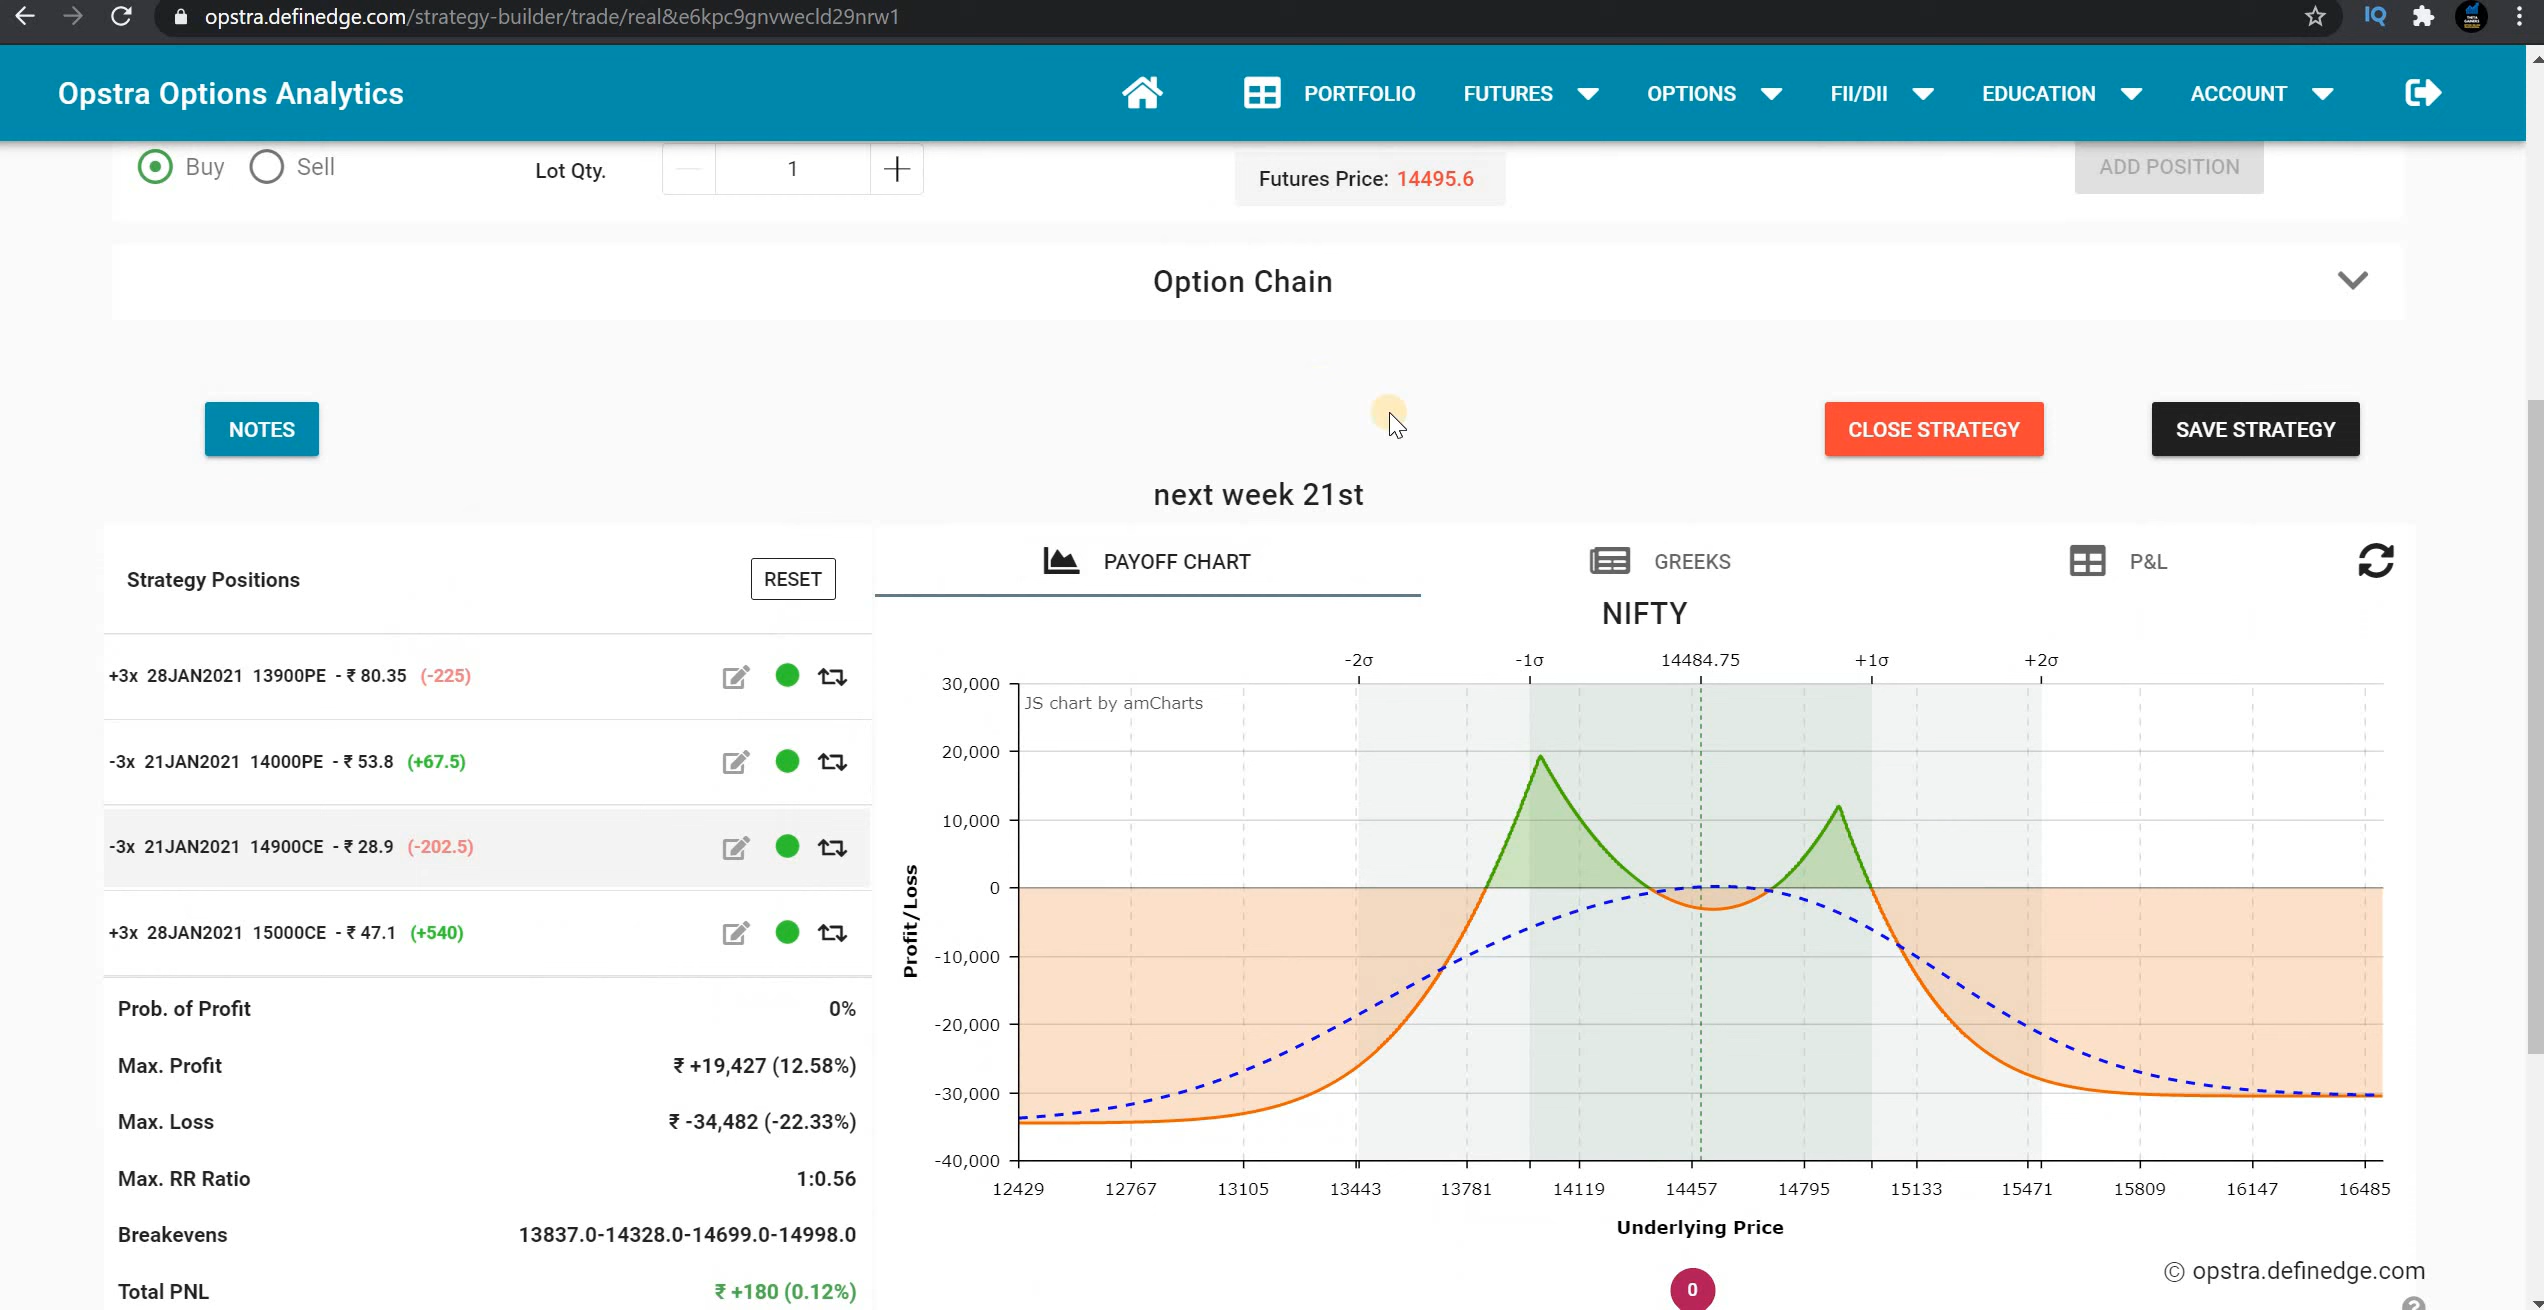 opstra.definedge.com/strategy-builder/trade/real&e6kpc9gnvwecld29nrw1
IQ
Opstra Options Analytics
PORTFOLIO
FUTURES
OPTIONS
FII/DII
EDUCATION
ACCOUNT
Buy
Sell
Lot Qty.
1
Futures Price: 14495.6
ADD POSITION
Option Chain
NOTES
CLOSE STRATEGY
SAVE STRATEGY
next week 21st
Strategy Positions
RESET
+3x 28JAN2021 13900PE - ₹ 80.35 (-225)
-3x 21JAN2021 14000PE - ₹ 53.8 (+67.5)
-3x 21JAN2021 14900CE - ₹ 28.9 (-202.5)
+3x 28JAN2021 15000CE - ₹ 47.1 (+540)
Prob. of Profit 0%
Max. Profit ₹ +19,427 (12.58%)
Max. Loss ₹ -34,482 (-22.33%)
Max. RR Ratio 1:0.56
Breakevens 13837.0-14328.0-14699.0-14998.0
Total PNL ₹ +180 (0.12%)
PAYOFF CHART
GREEKS
P&L
NIFTY
-2σ -1σ 14484.75 +1σ +2σ
JS chart by amCharts
30,000
20,000
10,000
0
-10,000
-20,000
-30,000
-40,000
Profit/Loss
12429 12767 13105 13443 13781 14119 14457 14795 15133 15471 15809 16147 16485
Underlying Price
© opstra.definedge.com
0
?